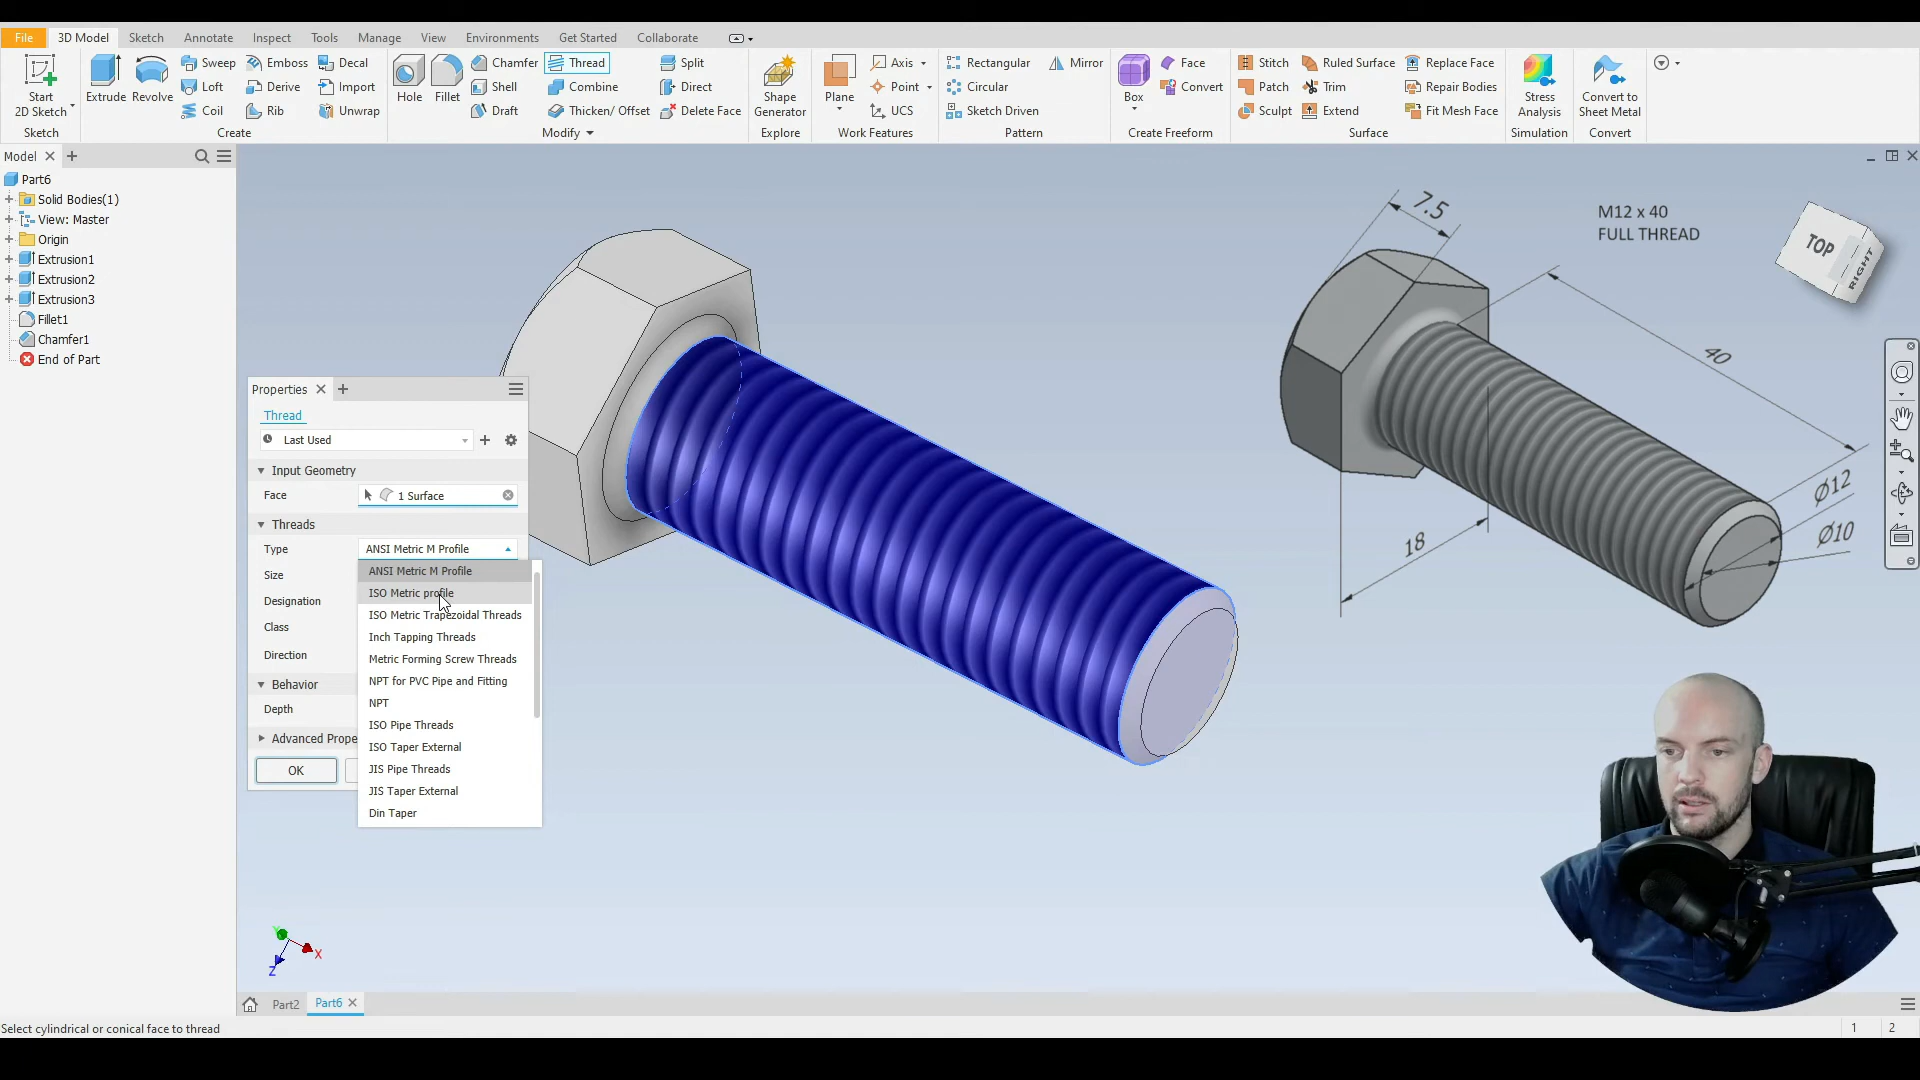 File 3D Model Sketch Annotate Inspect Tools Manage View Environments Get Started Collaborate
Start 2D Sketch
Extrude
Revolve
Sweep Emboss Decal
Loft Derive Import
Coil Rib Unwrap
Hole
Fillet
Chamfer Thread Split
Shell Combine Direct
Draft Thicken/ Offset Delete Face
Shape Generator
Plane
Axis
Point
UCS
Rectangular Mirror
Circular
Sketch Driven
Box
Face
Convert
Stitch Ruled Surface Replace Face
Patch Trim Repair Bodies
Sculpt Extend Fit Mesh Face
Stress Analysis
Convert to Sheet Metal
Sketch Create Modify Explore Work Features Pattern Create Freeform Surface Simulation Convert
Model
Part6
Solid Bodies(1)
View: Master
Origin
Extrusion1
Extrusion2
Extrusion3
Fillet1
Chamfer1
End of Part
Properties
Thread
Last Used
Input Geometry
Face 1 Surface
Threads
Type ANSI Metric M Profile
Size
Designation
Class
Direction
Behavior
Depth
Advanced Prope
OK
ANSI Metric M Profile
ISO Metric profile
ISO Metric Trapezoidal Threads
Inch Tapping Threads
Metric Forming Screw Threads
NPT for PVC Pipe and Fitting
NPT
ISO Pipe Threads
ISO Taper External
JIS Pipe Threads
JIS Taper External
Din Taper
7.5
M12 x 40
FULL THREAD
TOP
RIGHT
40
Ø12
Ø10
18
Y
X
Z
Part2 Part6
Select cylindrical or conical face to thread
1 2